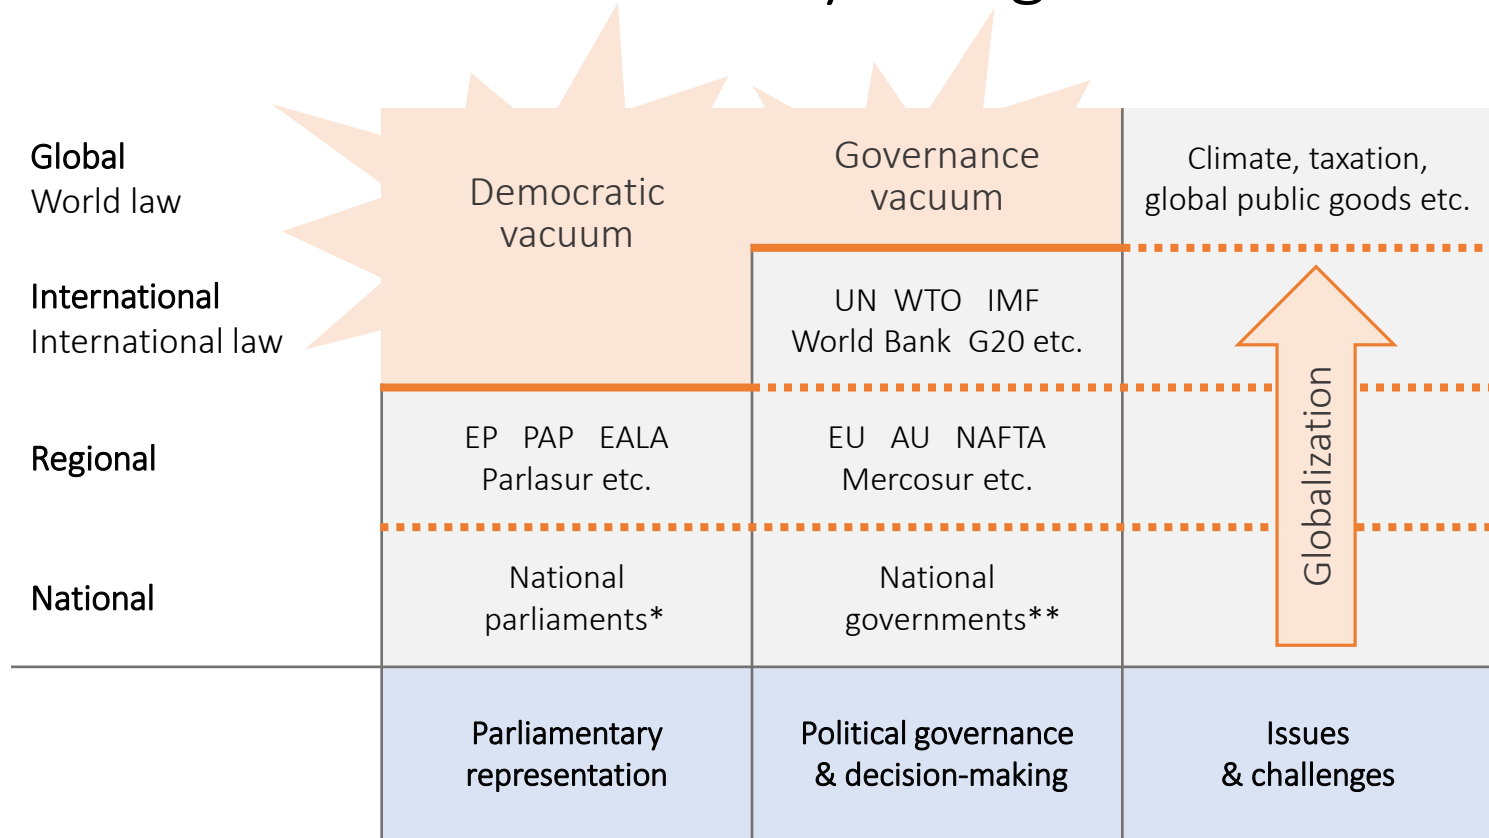 Global
World law
Democratic
vacuum
Governance
vacuum
Climate, taxation,
global public goods etc.
International
International law
UN WTO IMF
World Bank G20 etc.
Regional
EP PAP EALA
Parlasur etc.
EU AU NAFTA
Mercosur etc.
Globalization
National
National
parliaments*
National
governments**
Parliamentary
representation
Political governance
& decision-making
Issues
& challenges